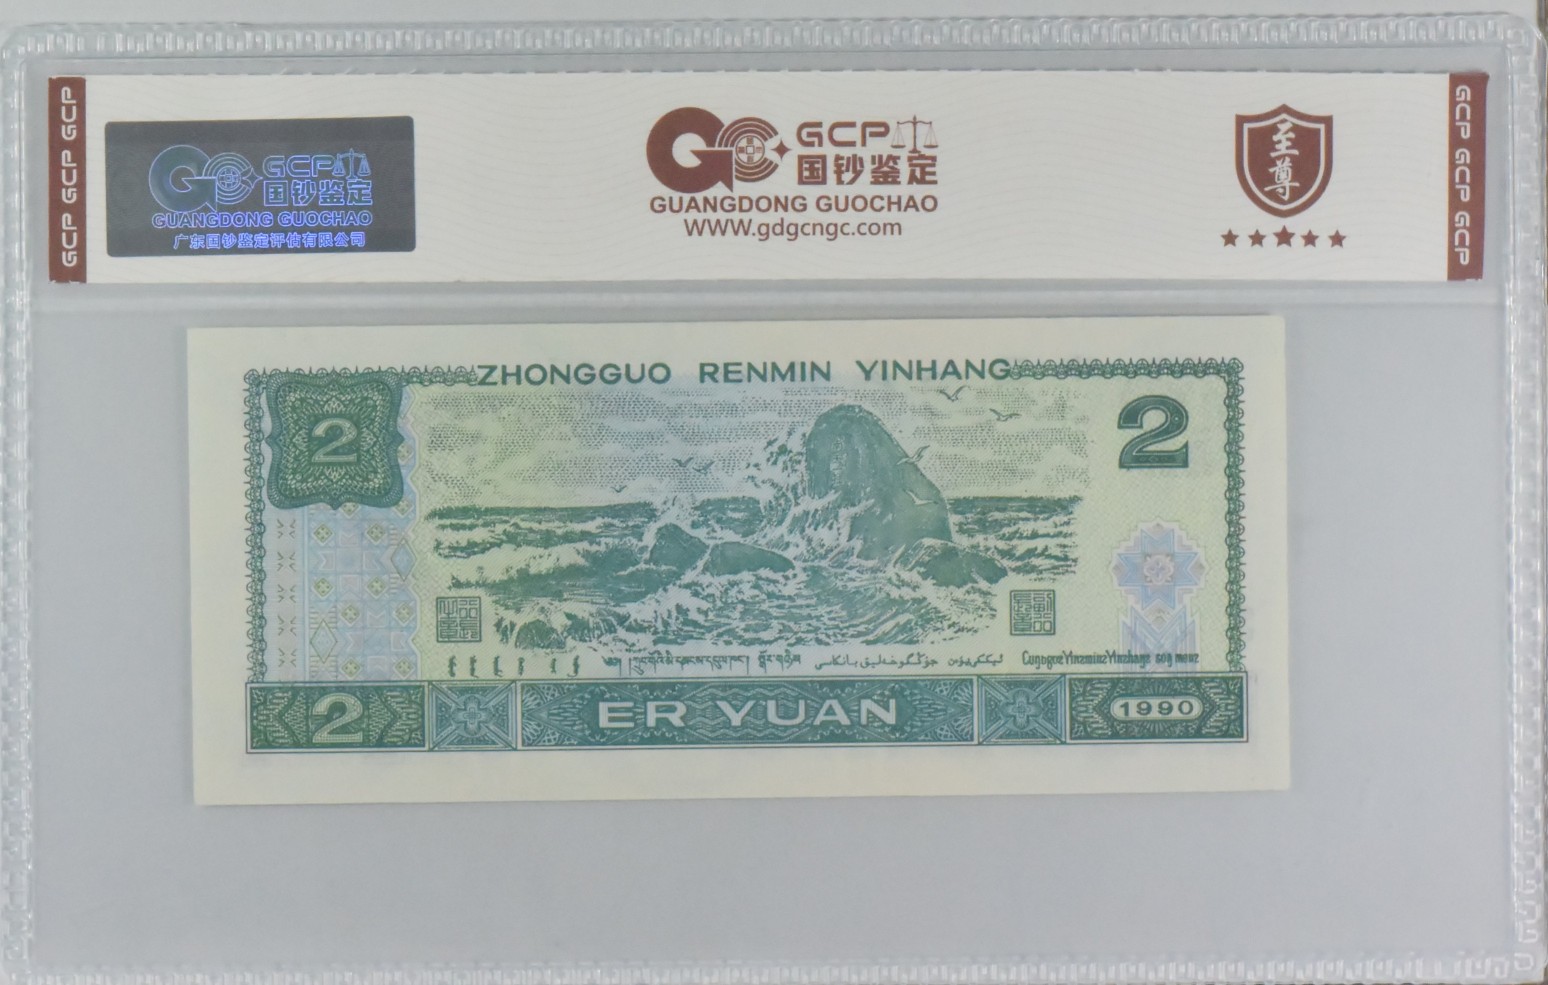 GCP GCP GCP
GCP
国钞鉴定
GUANGDONG GUOCHAO
广东国钞鉴定评估有限公司
GCP
国钞鉴定
GUANGDONG GUOCHAO
WWW.gdgcngc.com
至尊
GCP GCP GCP
ZHONGGUO RENMIN YINHANG
2
2
2
ER YUAN
1990